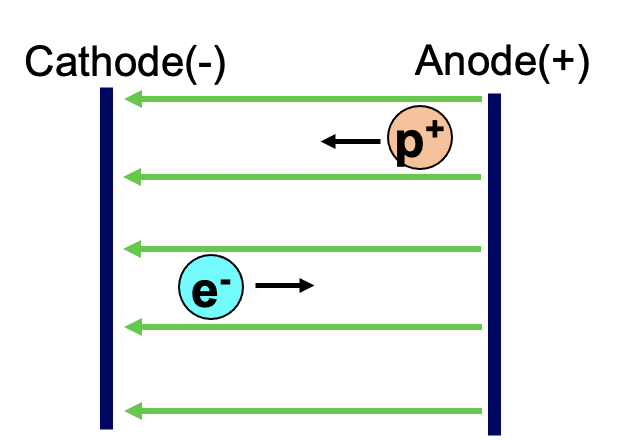 Cathode(-)
Anode(+)
p+
e-